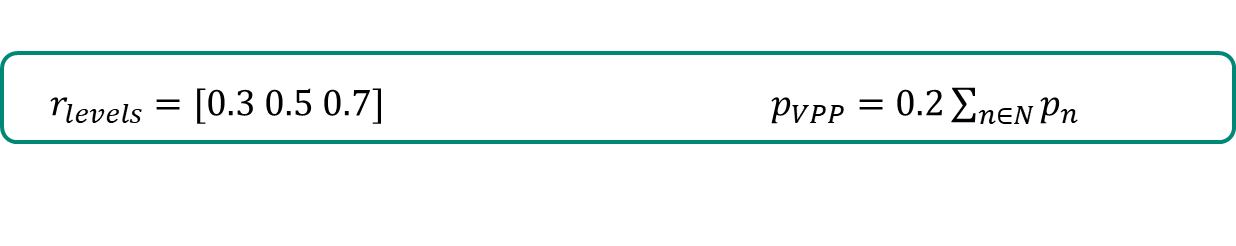 r_levels = [0.3 0.5 0.7] p_VPP = 0.2 ∑_{n∈N} p_n